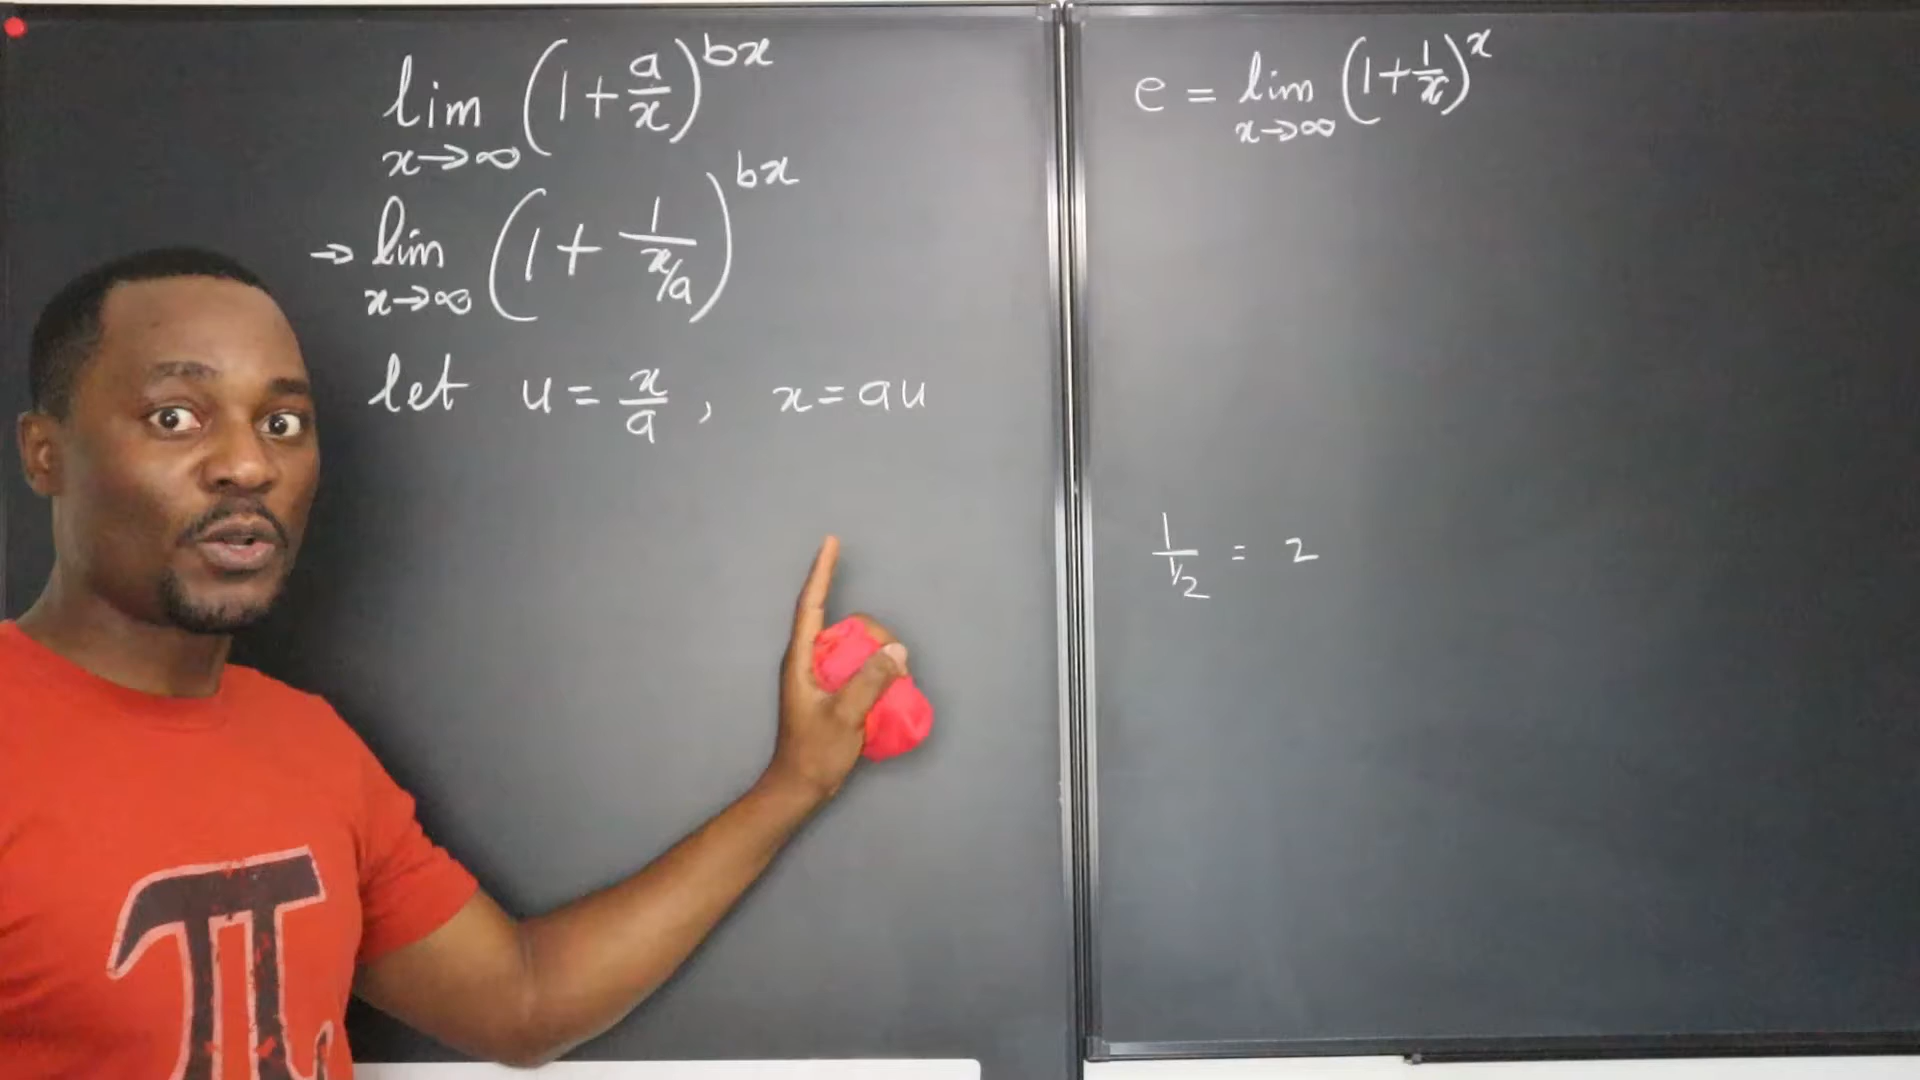 lim (1 + a/x)^bx
x→∞
→ lim (1 + 1/(x/a))^bx
x→∞
let u = x/a, x = au
e = lim (1 + 1/x)^x
x→∞
1/(1/2) = 2
π